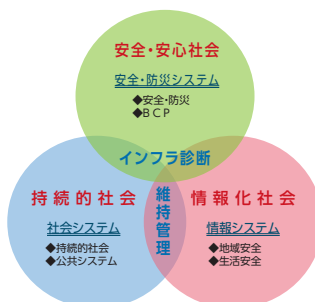 安全・安心社会
安全・防災システム
◆安全・防災
◆BCP
インフラ診断
持続的社会
社会システム
◆持続的社会
◆公共システム
維持管理
情報化社会
情報システム
◆地域安全
◆生活安全